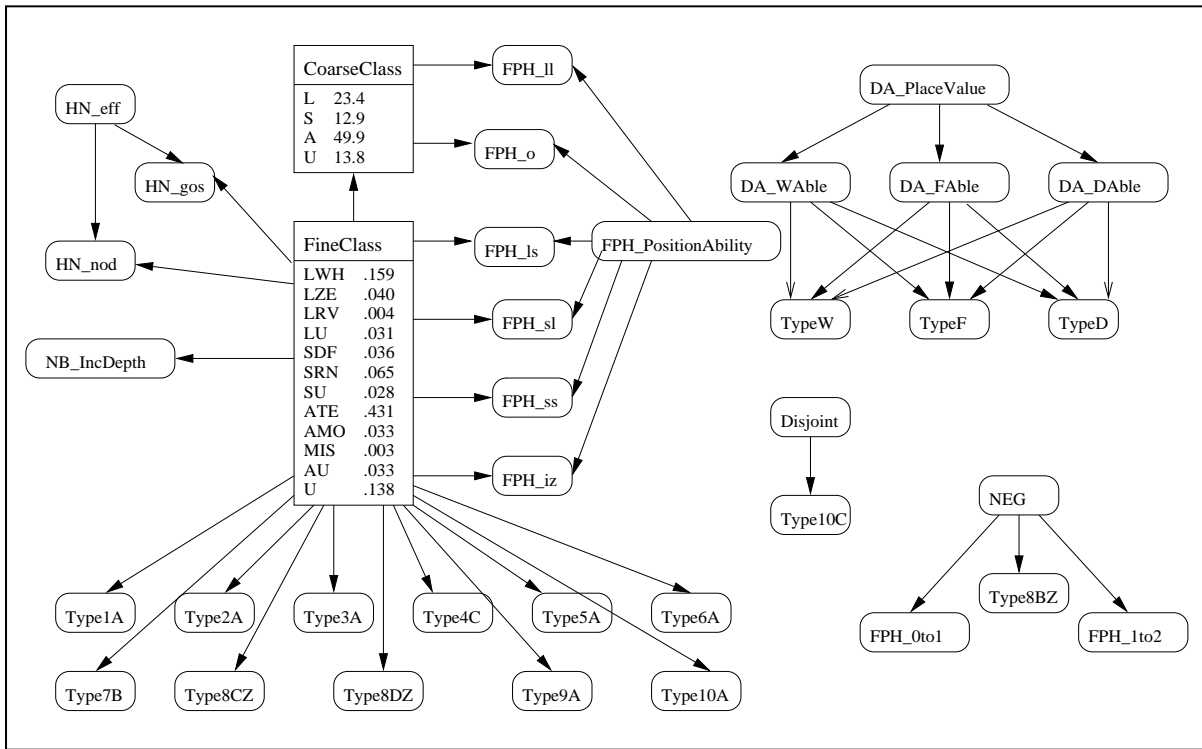 CoarseClass
L 23.4
S 12.9
A 49.9
U 13.8
FPH_ll
FPH_o
HN_eff
HN_gos
HN_nod
NB_IncDepth
FineClass
LWH .159
LZE .040
LRV .004
LU .031
SDF .036
SRN .065
SU .028
ATE .431
AMO .033
MIS .003
AU .033
U .138
FPH_ls
FPH_PositionAbility
FPH_sl
FPH_ss
FPH_iz
DA_PlaceValue
DA_WAble
DA_FAble
DA_DAble
TypeW
TypeF
TypeD
Disjoint
Type10C
NEG
Type8BZ
FPH_0to1
FPH_1to2
Type1A
Type2A
Type3A
Type4C
Type5A
Type6A
Type7B
Type8CZ
Type8DZ
Type9A
Type10A